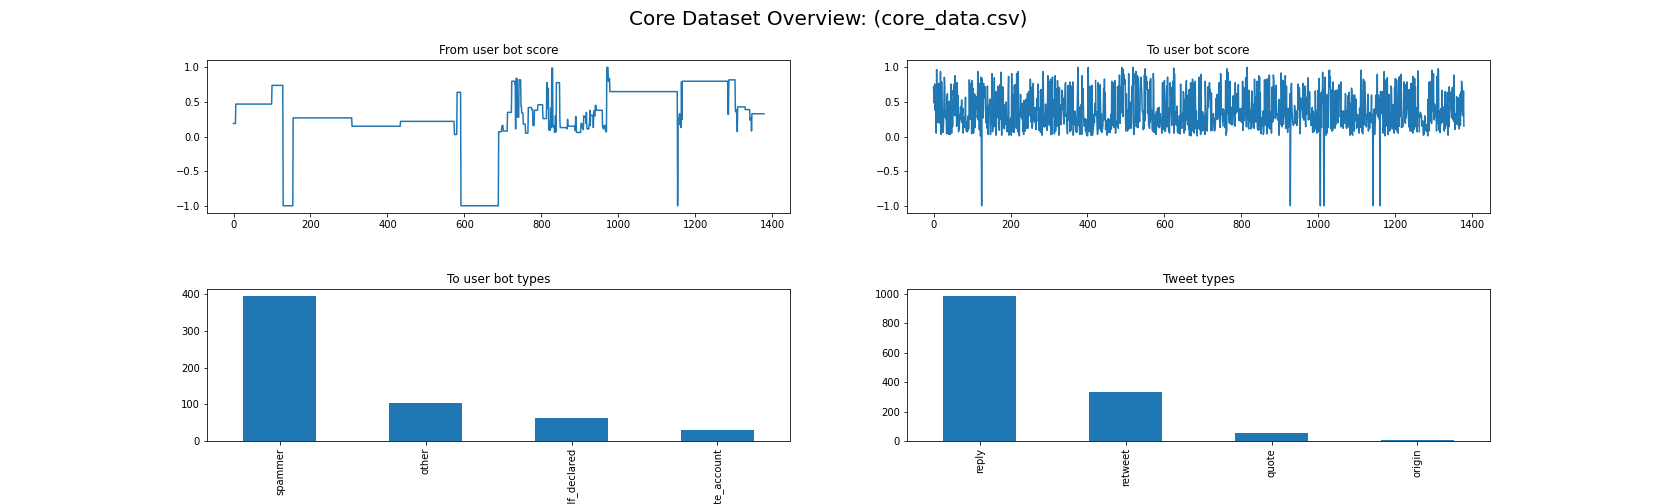 Core Dataset Overview: (core_data.csv)
From user bot score
1.0
0.5
0.0
−0.5
−1.0
0 200 400 600 800 1000 1200 1400
To user bot score
1.0
0.5
0.0
−0.5
−1.0
0 200 400 600 800 1000 1200 1400
To user bot types
400
300
200
100
0
spammer
other
lf_declared
te_account
Tweet types
1000
800
600
400
200
0
reply
retweet
quote
origin